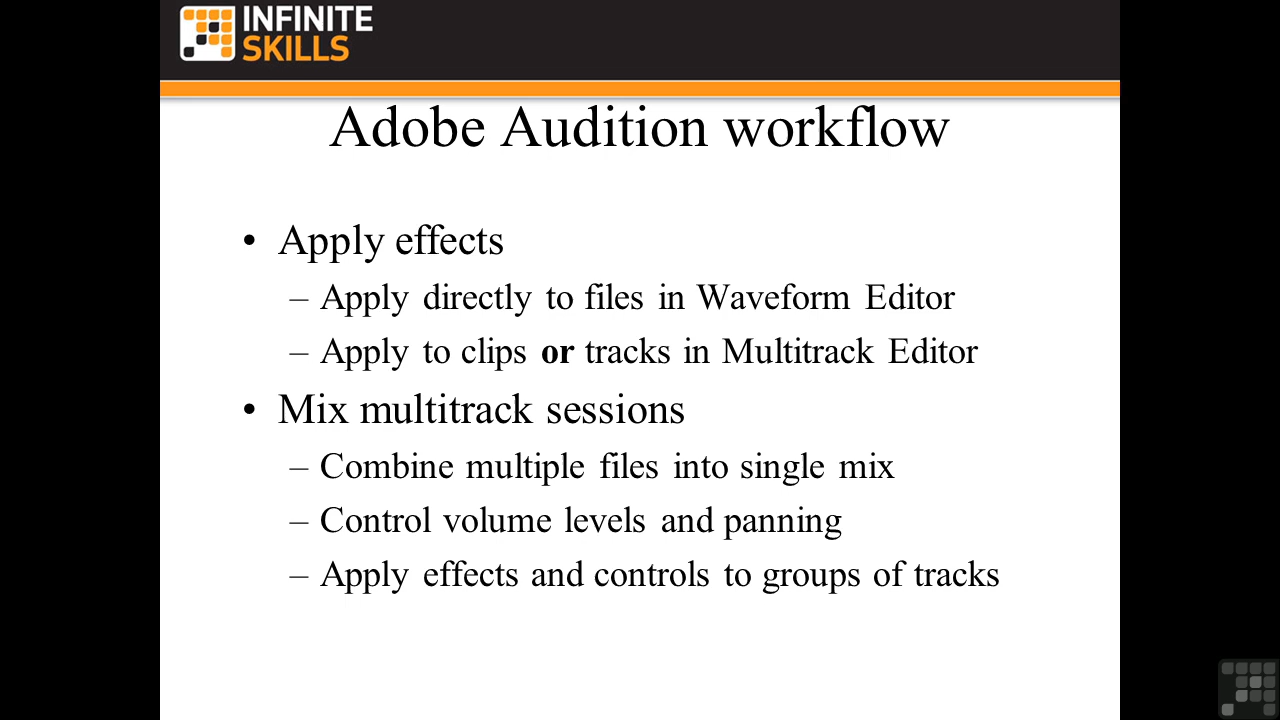 INFINITE
SKILLS
Adobe Audition workflow
• Apply effects
– Apply directly to files in Waveform Editor
– Apply to clips or tracks in Multitrack Editor
• Mix multitrack sessions
– Combine multiple files into single mix
– Control volume levels and panning
– Apply effects and controls to groups of tracks